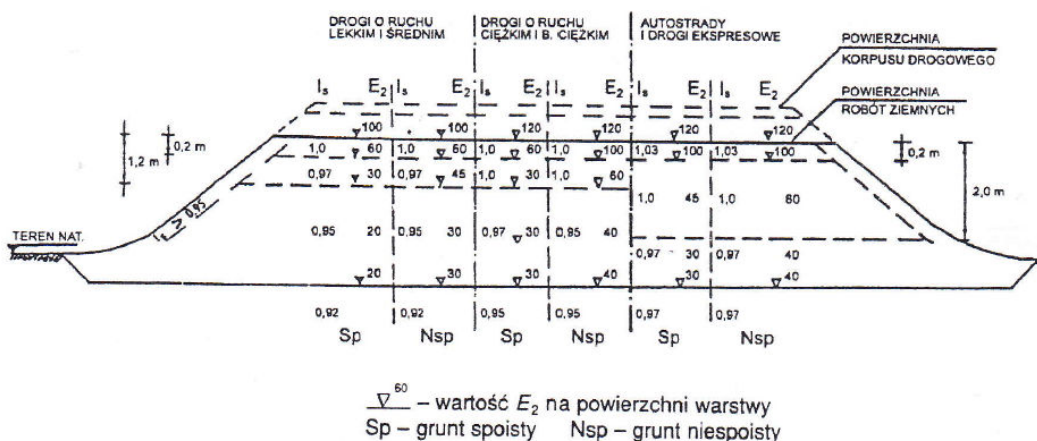 DROGI O RUCHU
LEKKIM I ŚREDNIM
DROGI O RUCHU
CIĘŻKIM I B. CIĘŻKIM
AUTOSTRADY
I DROGI EKSPRESOWE
POWIERZCHNIA
KORPUSU DROGOWEGO
POWIERZCHNIA
ROBÓT ZIEMNYCH
Is E2 Is E2 Is E2 Is E2 Is E2 Is E2
100 100 120 120 120 120
0,2 m 1,0 60 1,0 60 1,0 60 1,0 100 1,03 100 1,03 100 0,2 m
1,2 m 0,97 30 0,97 45 1,0 30 1,0 60
1,0 45 1,0 80 2,0 m
Is ≥ 0,95
TEREN NAT.
0,95 20 0,95 30 0,97 30 0,95 40
0,97 30 0,97 40
20 30 30 40 30 40
0,92 0,92 0,95 0,95 0,97 0,97
Sp Nsp Sp Nsp Sp Nsp
60 – wartość E2 na powierzchni warstwy
Sp – grunt spoisty Nsp – grunt niespoisty